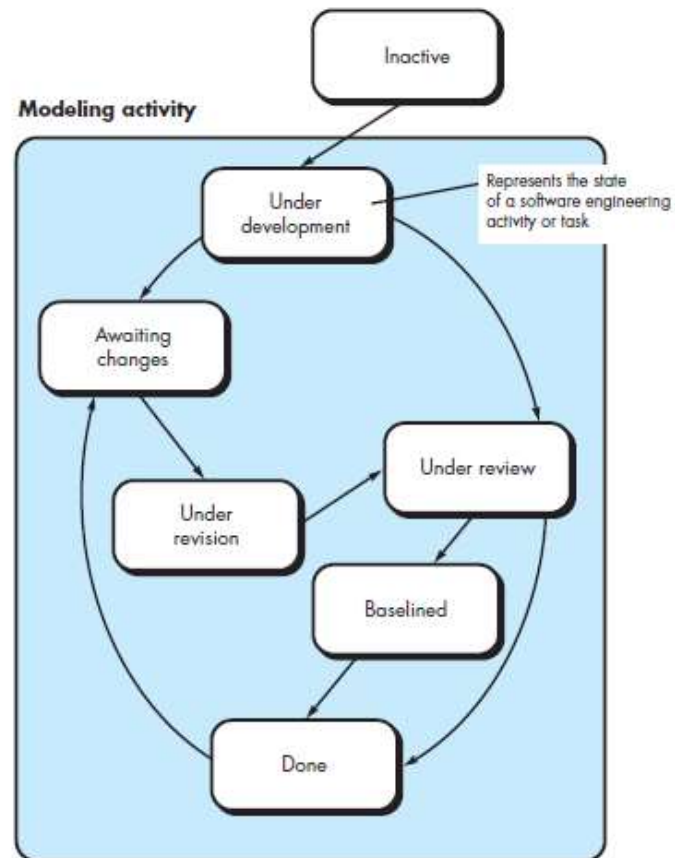 Inactive
Modeling activity
Under
development
Represents the state
of a software engineering
activity or task
Awaiting
changes
Under review
Under
revision
Baselined
Done